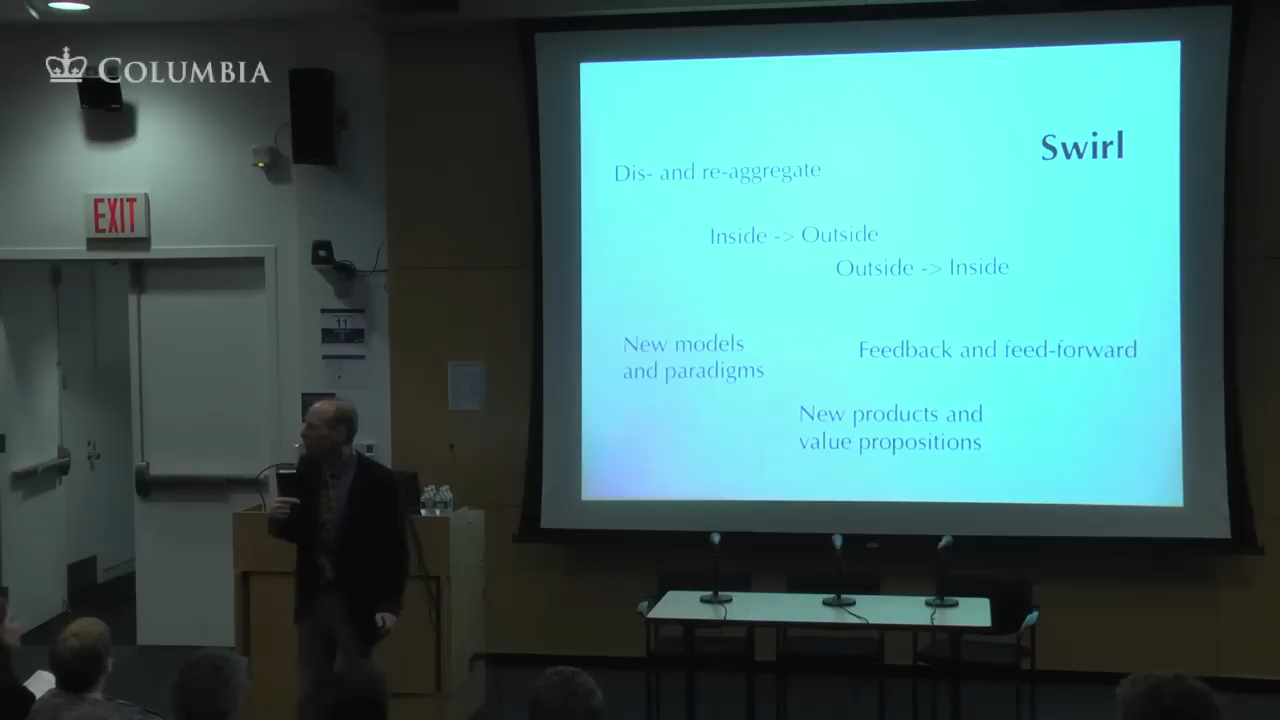 COLUMBIA
EXIT
11
Swirl
Dis- and re-aggregate
Inside -> Outside
Outside -> Inside
New models
and paradigms
Feedback and feed-forward
New products and
value propositions